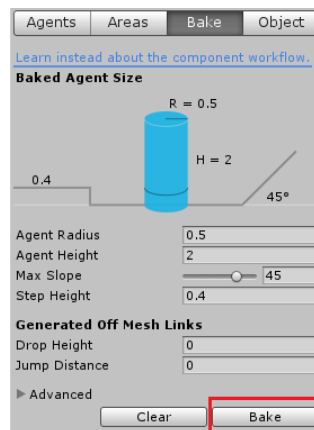 Agents Areas Bake Object
Learn instead about the component workflow.
Baked Agent Size
R = 0.5
H = 2
0.4
45°
Agent Radius 0.5
Agent Height 2
Max Slope 45
Step Height 0.4
Generated Off Mesh Links
Drop Height 0
Jump Distance 0
Advanced
Clear Bake